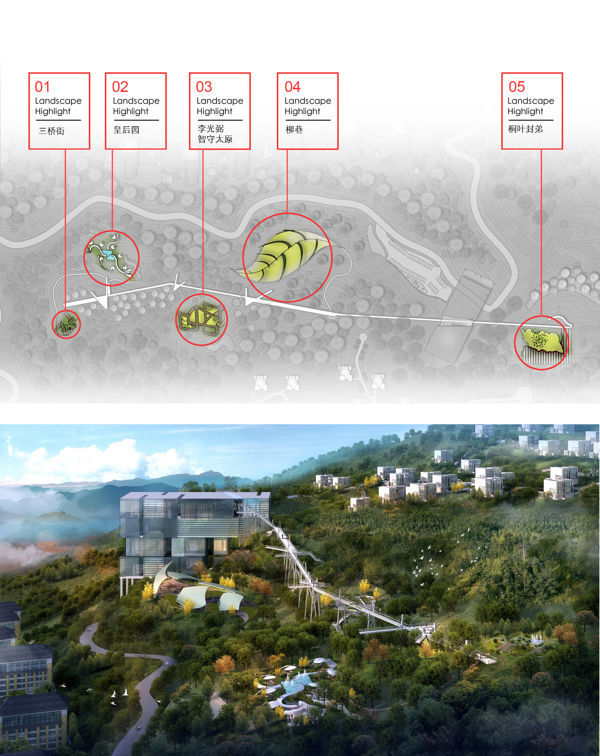 01
Landscape
Highlight
三桥街
02
Landscape
Highlight
皇后园
03
Landscape
Highlight
李光弼
智守太原
04
Landscape
Highlight
柳巷
05
Landscape
Highlight
桐叶封弟